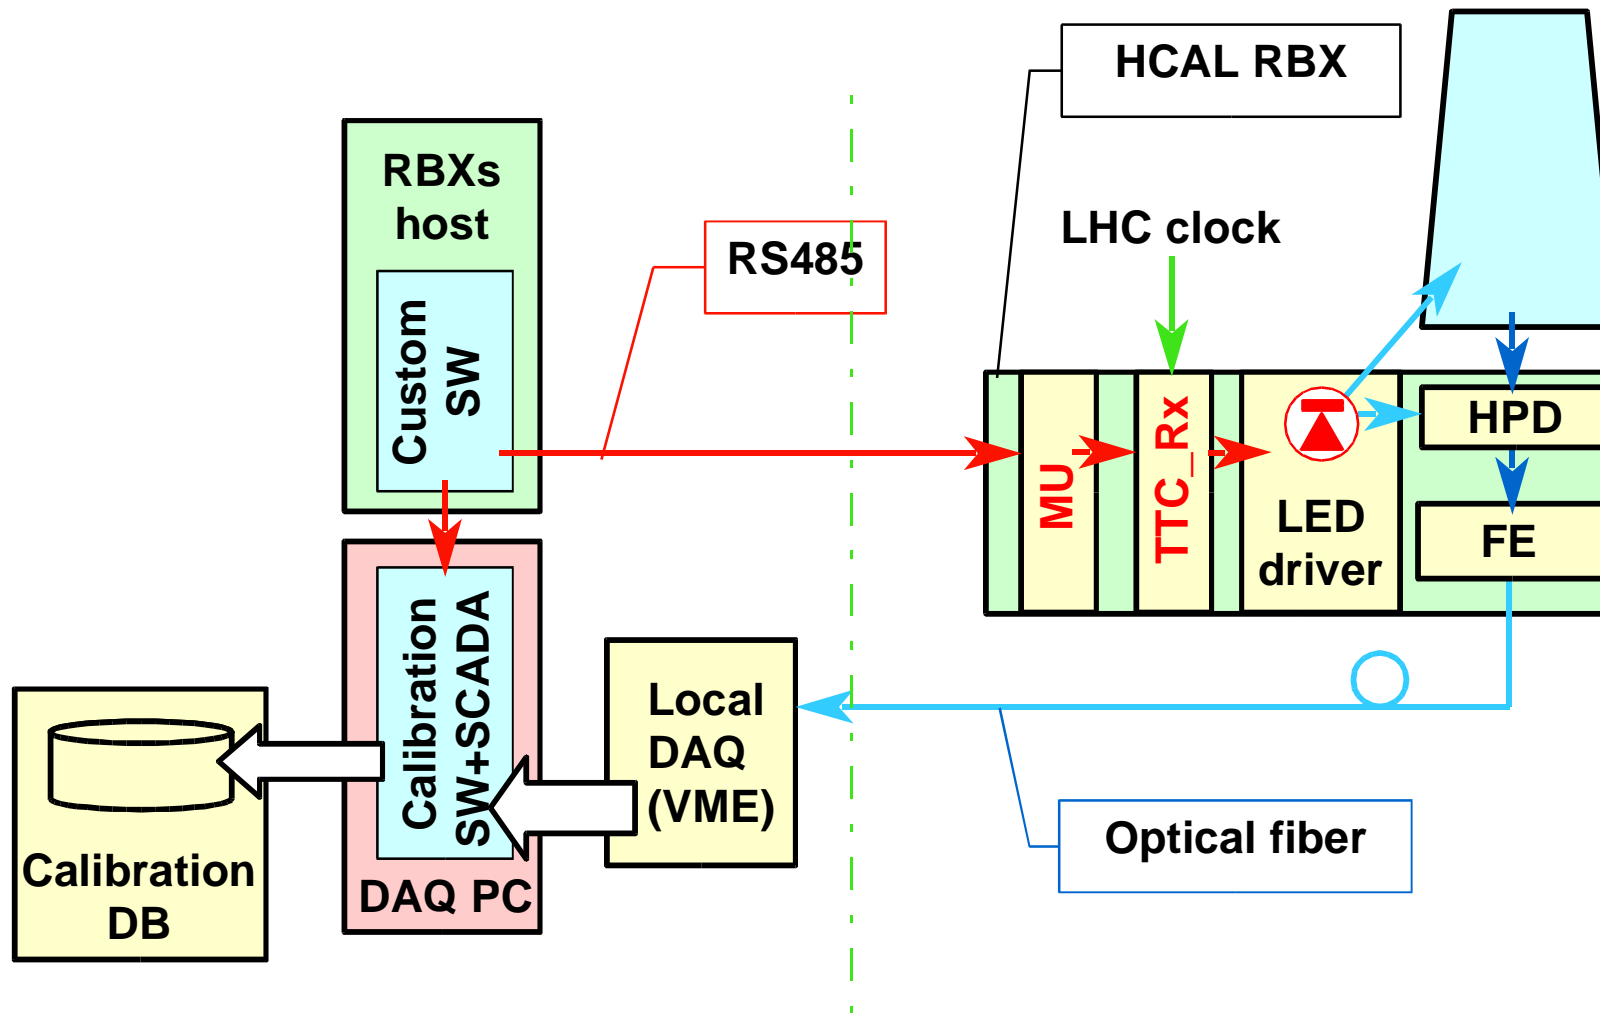 HCAL RBX
RBXs
host
LHC clock
RS485
Custom
SW
MU
TTC_Rx
LED
driver
HPD
FE
Calibration
SW+SCADA
DAQ PC
Local
DAQ
(VME)
Optical fiber
Calibration
DB